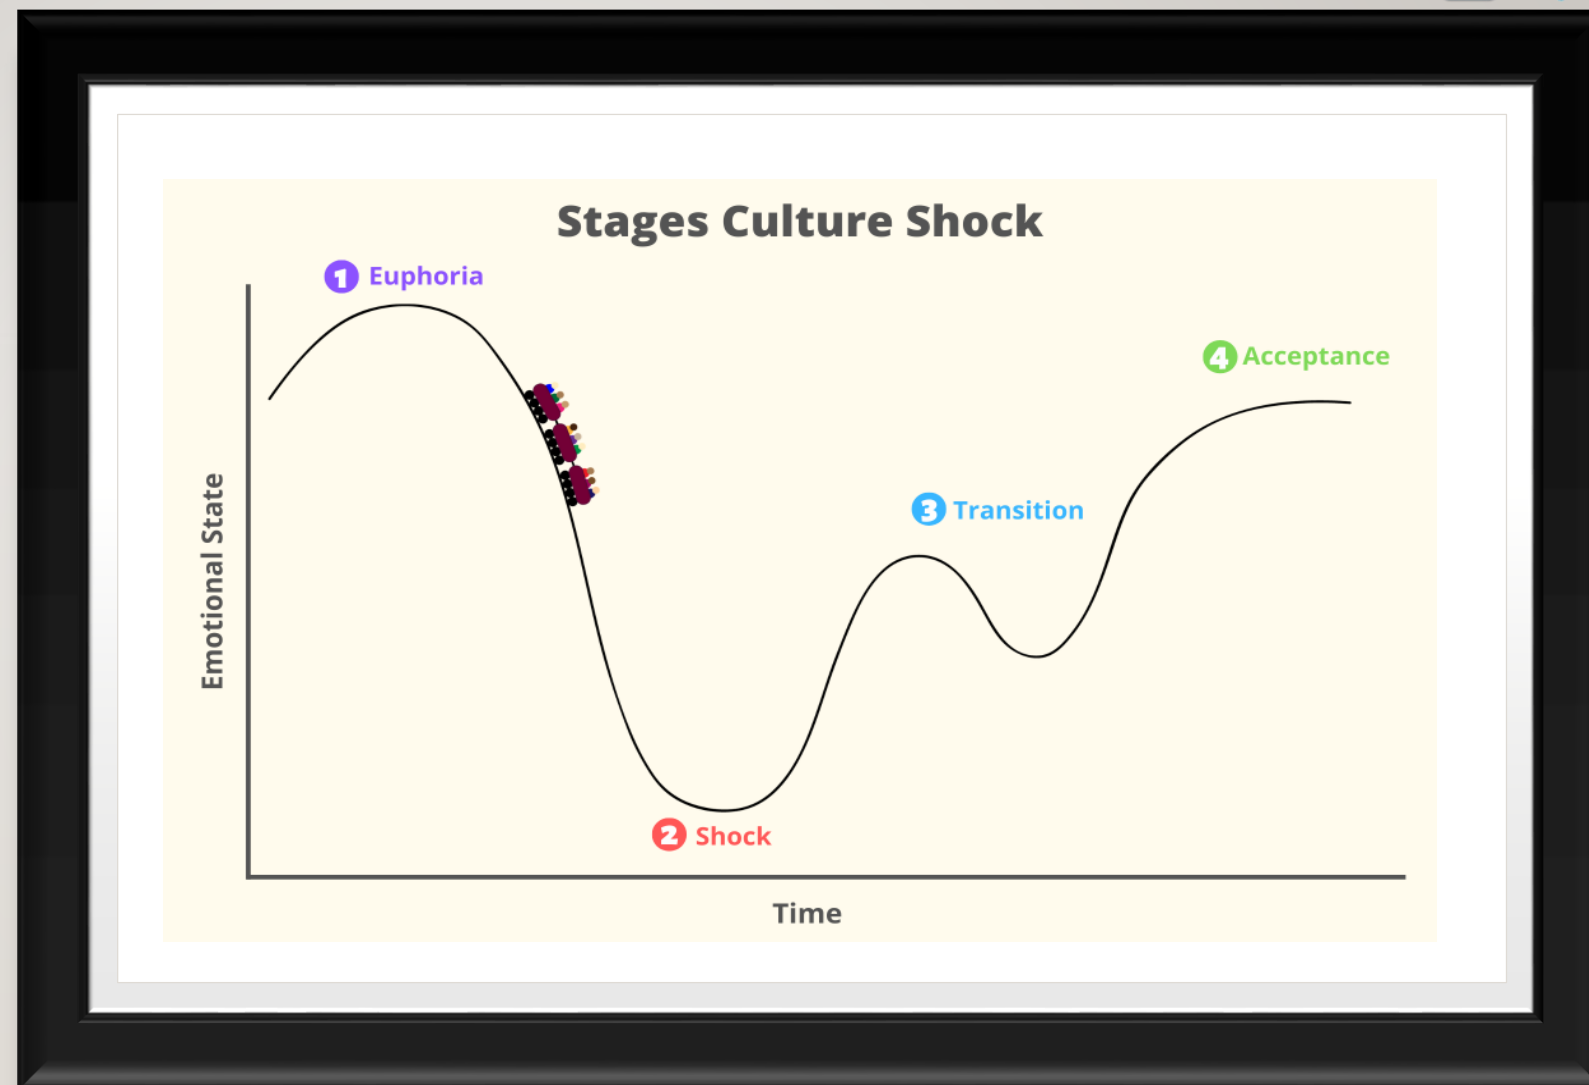 Stages Culture Shock
1 Euphoria
4 Acceptance
3 Transition
Emotional State
2 Shock
Time